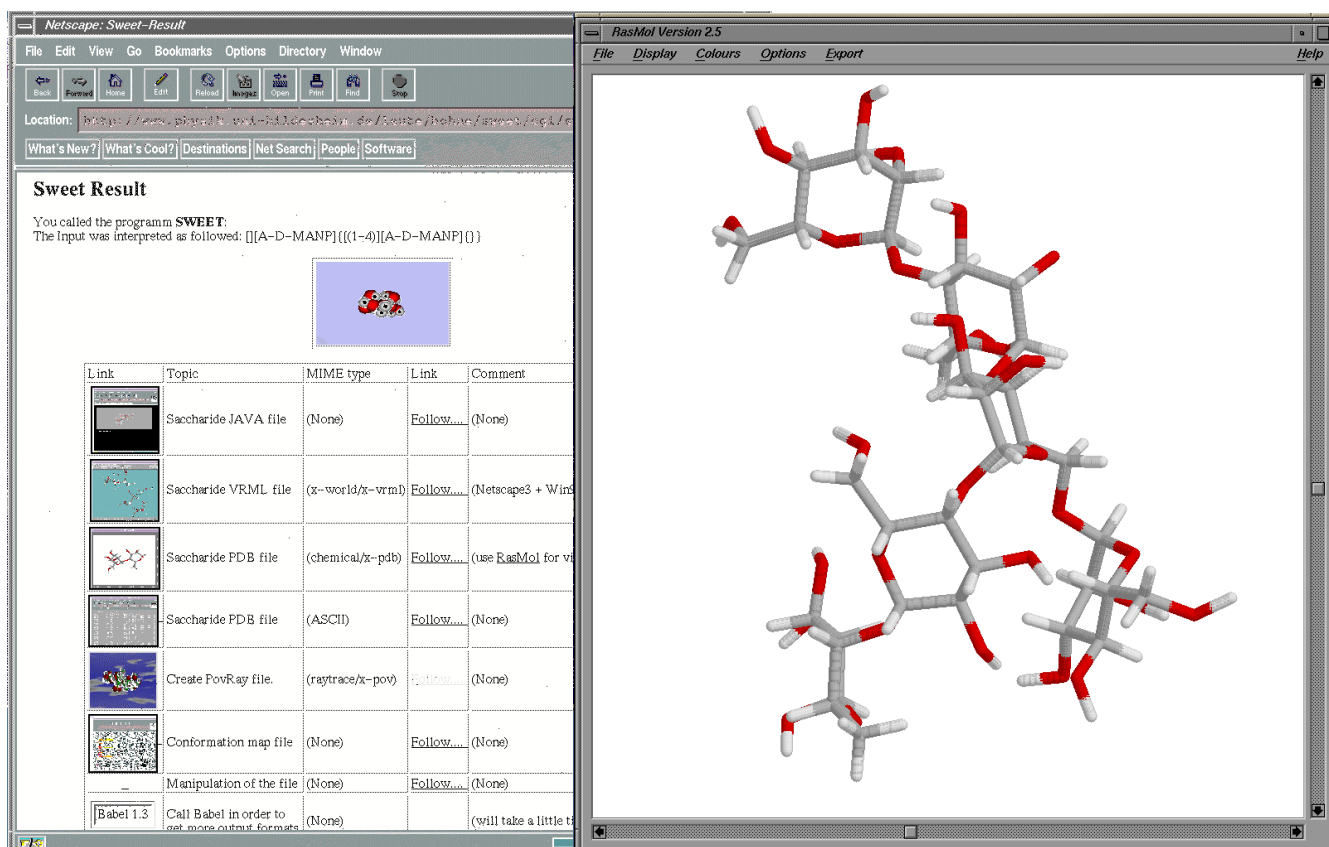 Netscape: Sweet-Result
File Edit View Go Bookmarks Options Directory Window
Back Forward Home Edit Reload Images Open Print Find Stop
Location:
What's New? What's Cool? Destinations Net Search People Software
Sweet Result
You called the programm SWEET:
The Input was interpreted as followed: [][A-D-MANP]{[(1-4)][A-D-MANP]{}}
Link Topic MIME type Link Comment
Saccharide JAVA file (None) Follow.... (None)
Saccharide VRML file (x-world/x-vrml) Follow.... (Netscape3 +
Saccharide PDB file (chemical/x-pdb) Follow.... (use RasMol for
Saccharide PDB file (ASCII) Follow.... (None)
Create PovRay file. (raytrace/x-pov) Follow.... (None)
Conformation map file (None) Follow.... (None)
Manipulation of the file (None) Follow.... (None)
Babel 1.3 Call Babel in order to
get more output formats (None) (will take a little
RasMol Version 2.5
File Display Colours Options Export Help